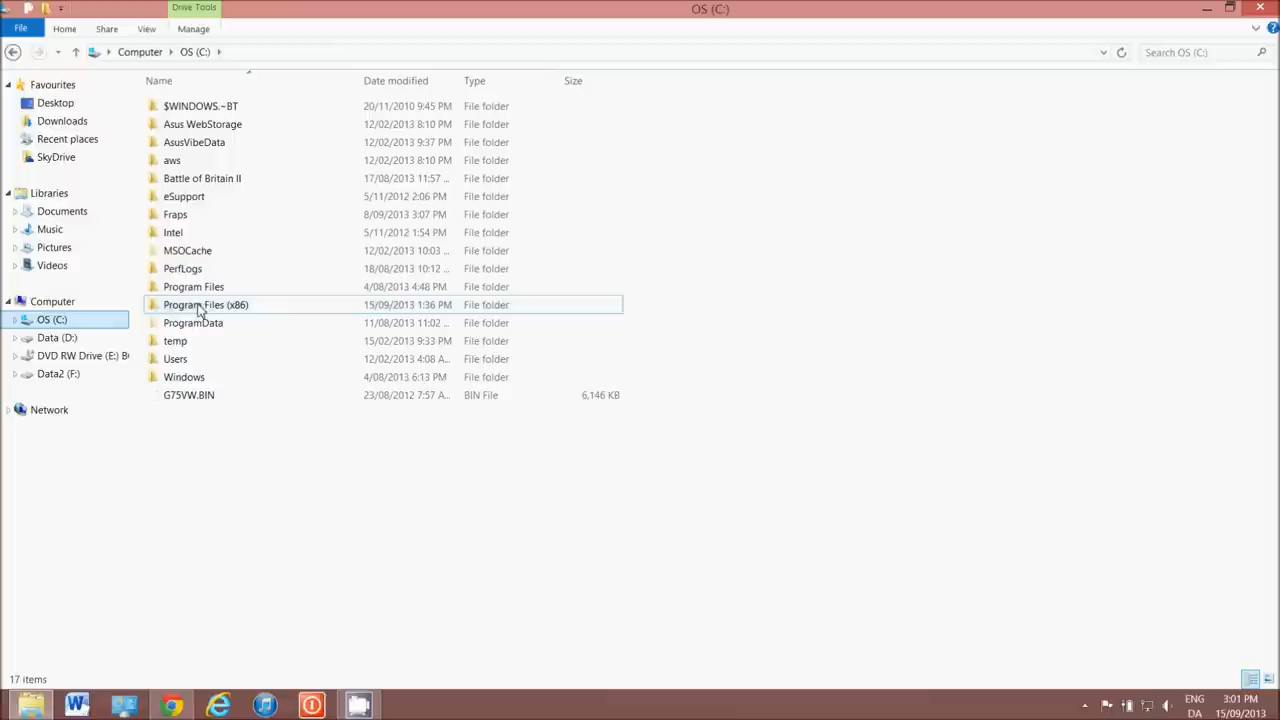 Drive Tools
OS (C:)
File Home Share View Manage
Computer OS (C:) Search OS (C:)
Name Date modified Type Size
Favourites
Desktop
Downloads
Recent places
SkyDrive
Libraries
Documents
Music
Pictures
Videos
Computer
OS (C:)
Data (D:)
DVD RW Drive (E:)
Data2 (F:)
Network
$WINDOWS.~BT 20/11/2010 9:45 PM File folder
Asus WebStorage 12/02/2013 8:10 PM File folder
AsusVibeData 12/02/2013 9:37 PM File folder
aws 12/02/2013 8:10 PM File folder
Battle of Britain II 17/08/2013 11:57 ... File folder
eSupport 5/11/2012 2:06 PM File folder
Fraps 8/09/2013 3:07 PM File folder
Intel 5/11/2012 1:54 PM File folder
MSOCache 12/02/2013 10:03 ... File folder
PerfLogs 18/08/2013 10:12 ... File folder
Program Files 4/08/2013 4:48 PM File folder
Program Files (x86) 15/09/2013 1:36 PM File folder
ProgramData 11/08/2013 11:02 ... File folder
temp 15/02/2013 9:33 PM File folder
Users 12/02/2013 4:08 A... File folder
Windows 4/08/2013 6:13 PM File folder
G75VW.BIN 23/08/2012 7:57 A... BIN File 6,146 KB
17 items
ENG 3:01 PM
DA 15/09/2013